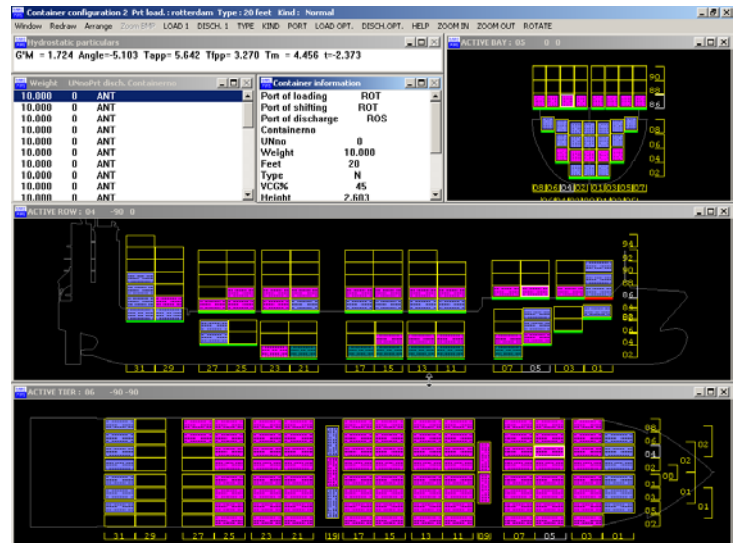 Container configuration 2 Prt load. : rotterdam Type : 20 feet Kind : Normal
Window Redraw Arrange Zoom BMP LOAD 1 DISCH. 1 TYPE KIND PORT LOAD OPT. DISCH.OPT. HELP ZOOM IN ZOOM OUT ROTATE
Hydrostatic particulars
G'M = 1.724 Angle=-5.103 Tapp= 5.642 Tfpp= 3.270 Tm = 4.456 t=-2.373
Weight UNnoPrt disch. Containerno
10.000 0 ANT
10.000 0 ANT
10.000 0 ANT
10.000 0 ANT
10.000 0 ANT
10.000 0 ANT
10.000 0 ANT
10.000 0 ANT
10.000 0 ANT
Container information
Port of loading ROT
Port of shifting ROT
Port of discharge ROS
Containerno
UNno 0
Weight 10.000
Feet 20
Type N
VCG% 45
Height 2.603
ACTIVE BAY : 05 0 0
90
88
86
08
06
04
02
08 06 04 02 01 03 05 07
ACTIVE ROW : 04 -90 0
94
92
90
88
86
84
08
06
04
02
31 29 27 25 23 21 17 15 13 11 07 05 03 01
ACTIVE TIER : 06 -90 -90
08
06
04
02
01
03
05
02
02
02
00
01
01
01
31 29 27 25 23 21 19 17 15 13 11 09 07 05 03 01